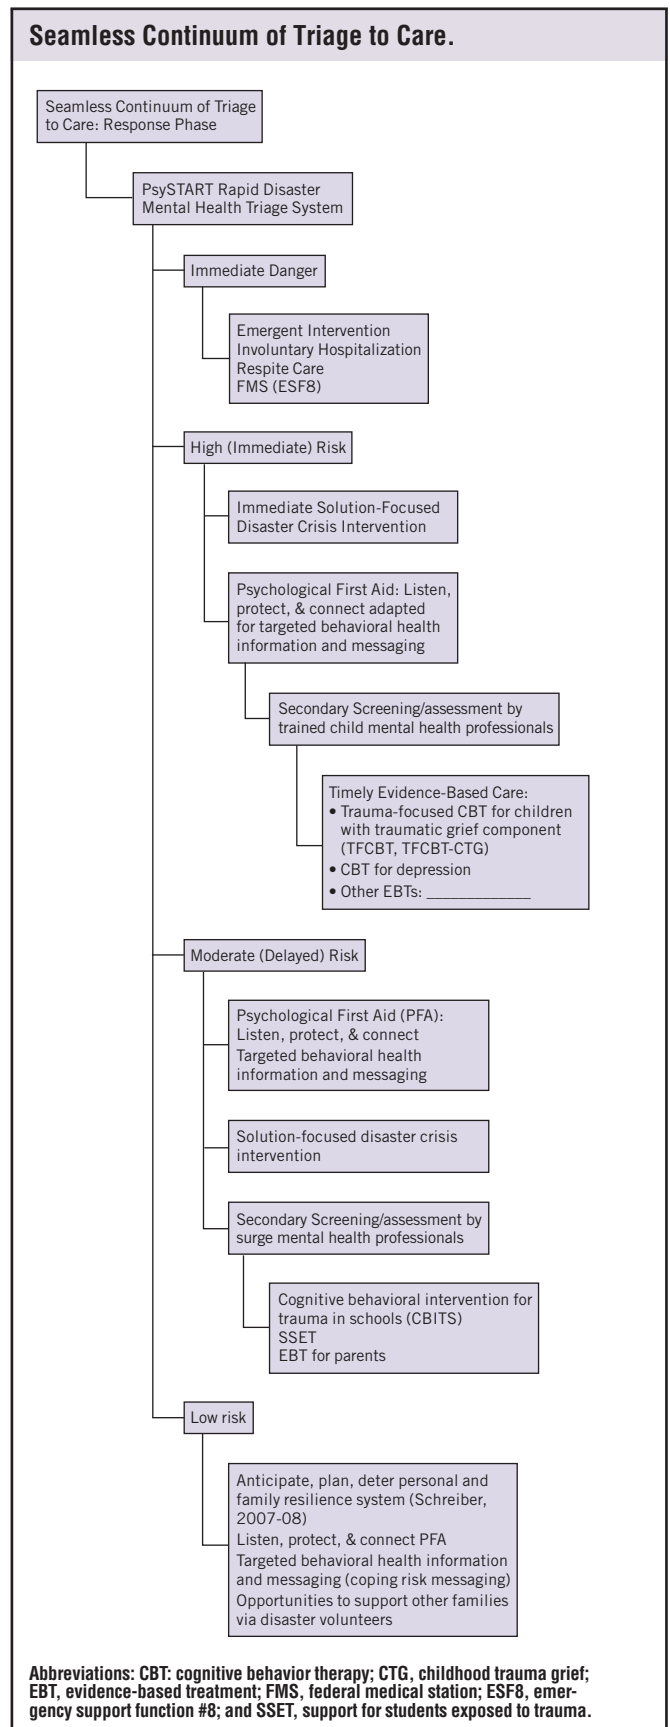 Seamless Continuum of Triage to Care.
Seamless Continuum of Triage
to Care: Response Phase
PsySTART Rapid Disaster
Mental Health Triage System
Immediate Danger
Emergent Intervention
Involuntary Hospitalization
Respite Care
FMS (ESF8)
High (Immediate) Risk
Immediate Solution-Focused
Disaster Crisis Intervention
Psychological First Aid: Listen,
protect, & connect adapted
for targeted behavioral health
information and messaging
Secondary Screening/assessment by
trained child mental health professionals
Timely Evidence-Based Care:
• Trauma-focused CBT for children
with traumatic grief component
(TFCBT, TFCBT-CTG)
• CBT for depression
• Other EBTs: _____________
Moderate (Delayed) Risk
Psychological First Aid (PFA):
Listen, protect, & connect
Targeted behavioral health
information and messaging
Solution-focused disaster crisis
intervention
Secondary Screening/assessment by
surge mental health professionals
Cognitive behavioral intervention for
trauma in schools (CBITS)
SSET
EBT for parents
Low risk
Anticipate, plan, deter personal and
family resilience system (Schreiber,
2007-08)
Listen, protect, & connect PFA
Targeted behavioral health information
and messaging (coping risk messaging)
Opportunities to support other families
via disaster volunteers
Abbreviations: CBT: cognitive behavior therapy; CTG, childhood trauma grief;
EBT, evidence-based treatment; FMS, federal medical station; ESF8, emer-
gency support function #8; and SSET, support for students exposed to trauma.